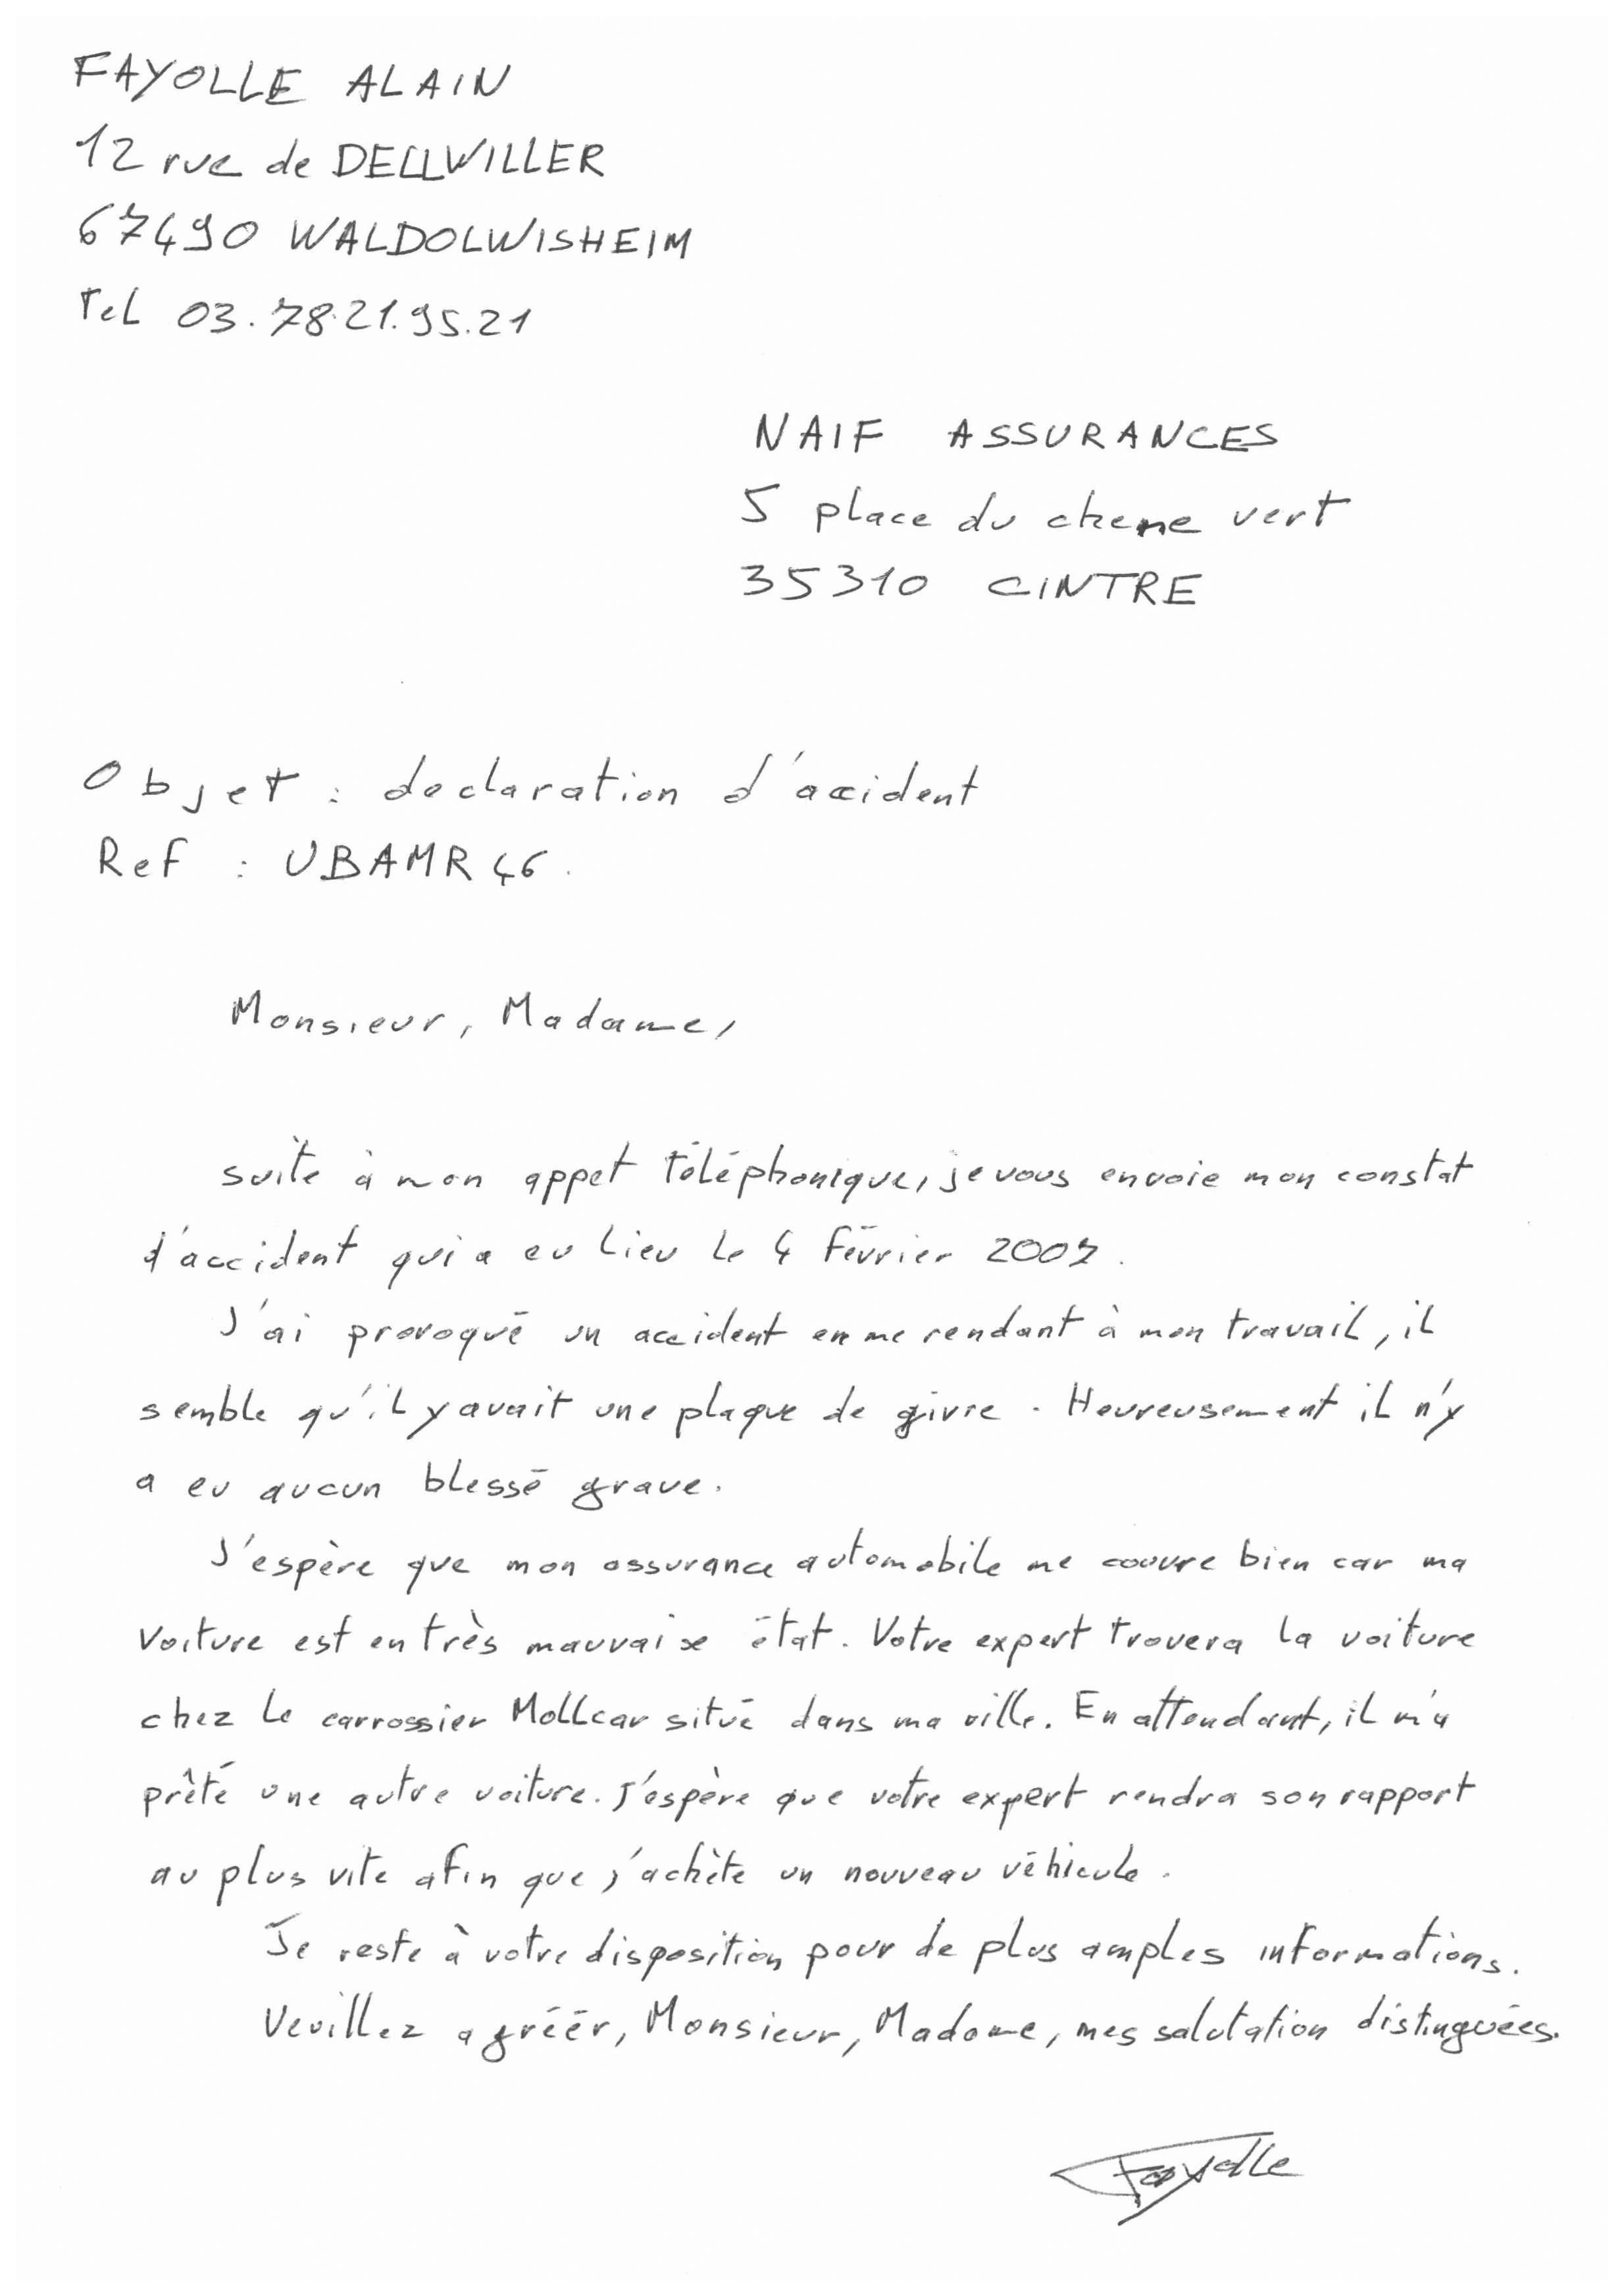 FAYOLLE ALAIN
12 rue de DELLWILLER
67490 WALDOLWISHEIM
Tel 03.78.21.95.21
NAIF ASSURANCES
5 place du chene vert
35310 CINTRE
Objet : declaration d'accident
Ref : UBAMR46.
Monsieur, Madame,
suite à mon appel téléphonique, je vous envoie mon constat
d'accident qui a eu lieu le 4 février 2007.
J'ai provoqué un accident en me rendant à mon travail, il
semble qu'il y avait une plaque de givre. Heureusement il n'y
a eu aucun blessé grave.
J'espère que mon assurance automobile me couvre bien car ma
voiture est en très mauvaise état. Votre expert trouvera la voiture
chez le carrossier Mollcar situé dans ma ville. En attendant, il m'a
prêté une autre voiture. J'espère que votre expert rendra son rapport
au plus vite afin que j'achète un nouveau véhicule.
Je reste à votre disposition pour de plus amples informations.
Veuillez agréér, Monsieur, Madame, mes salutation distinguées.
Fayolle